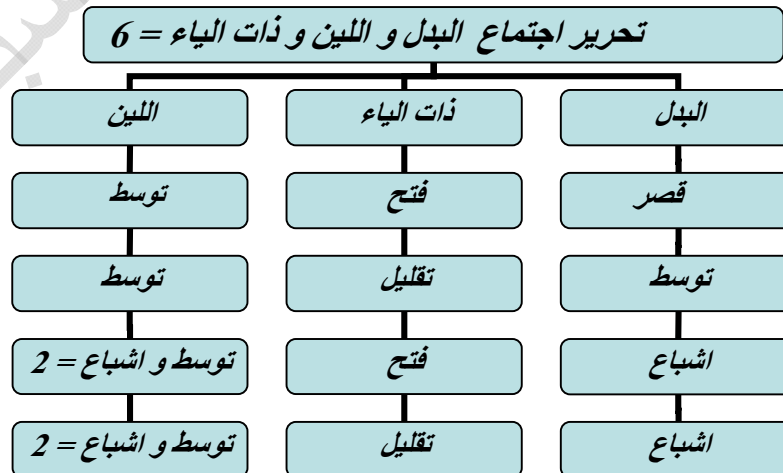 تحرير اجتماع البدل و اللين و ذات الياء = 6
البدل
ذات الياء
اللين
قصر
فتح
توسط
توسط
تقليل
توسط
اشباع
فتح
توسط و اشباع = 2
اشباع
تقليل
توسط و اشباع = 2